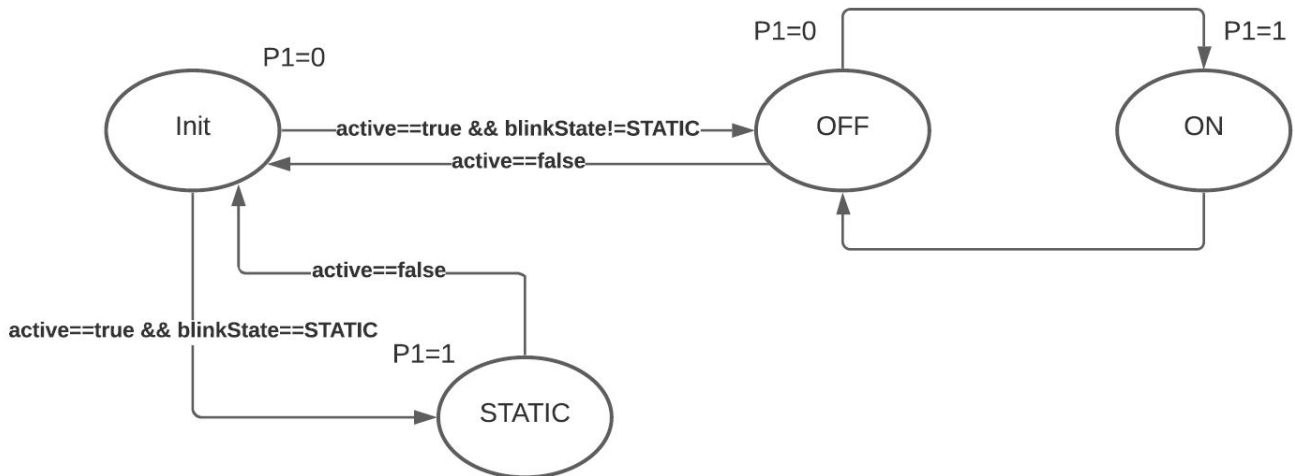 P1=0
P1=0
P1=1
Init
active==true && blinkState!=STATIC
OFF
ON
active==false
active==false
active==true && blinkState==STATIC
P1=1
STATIC